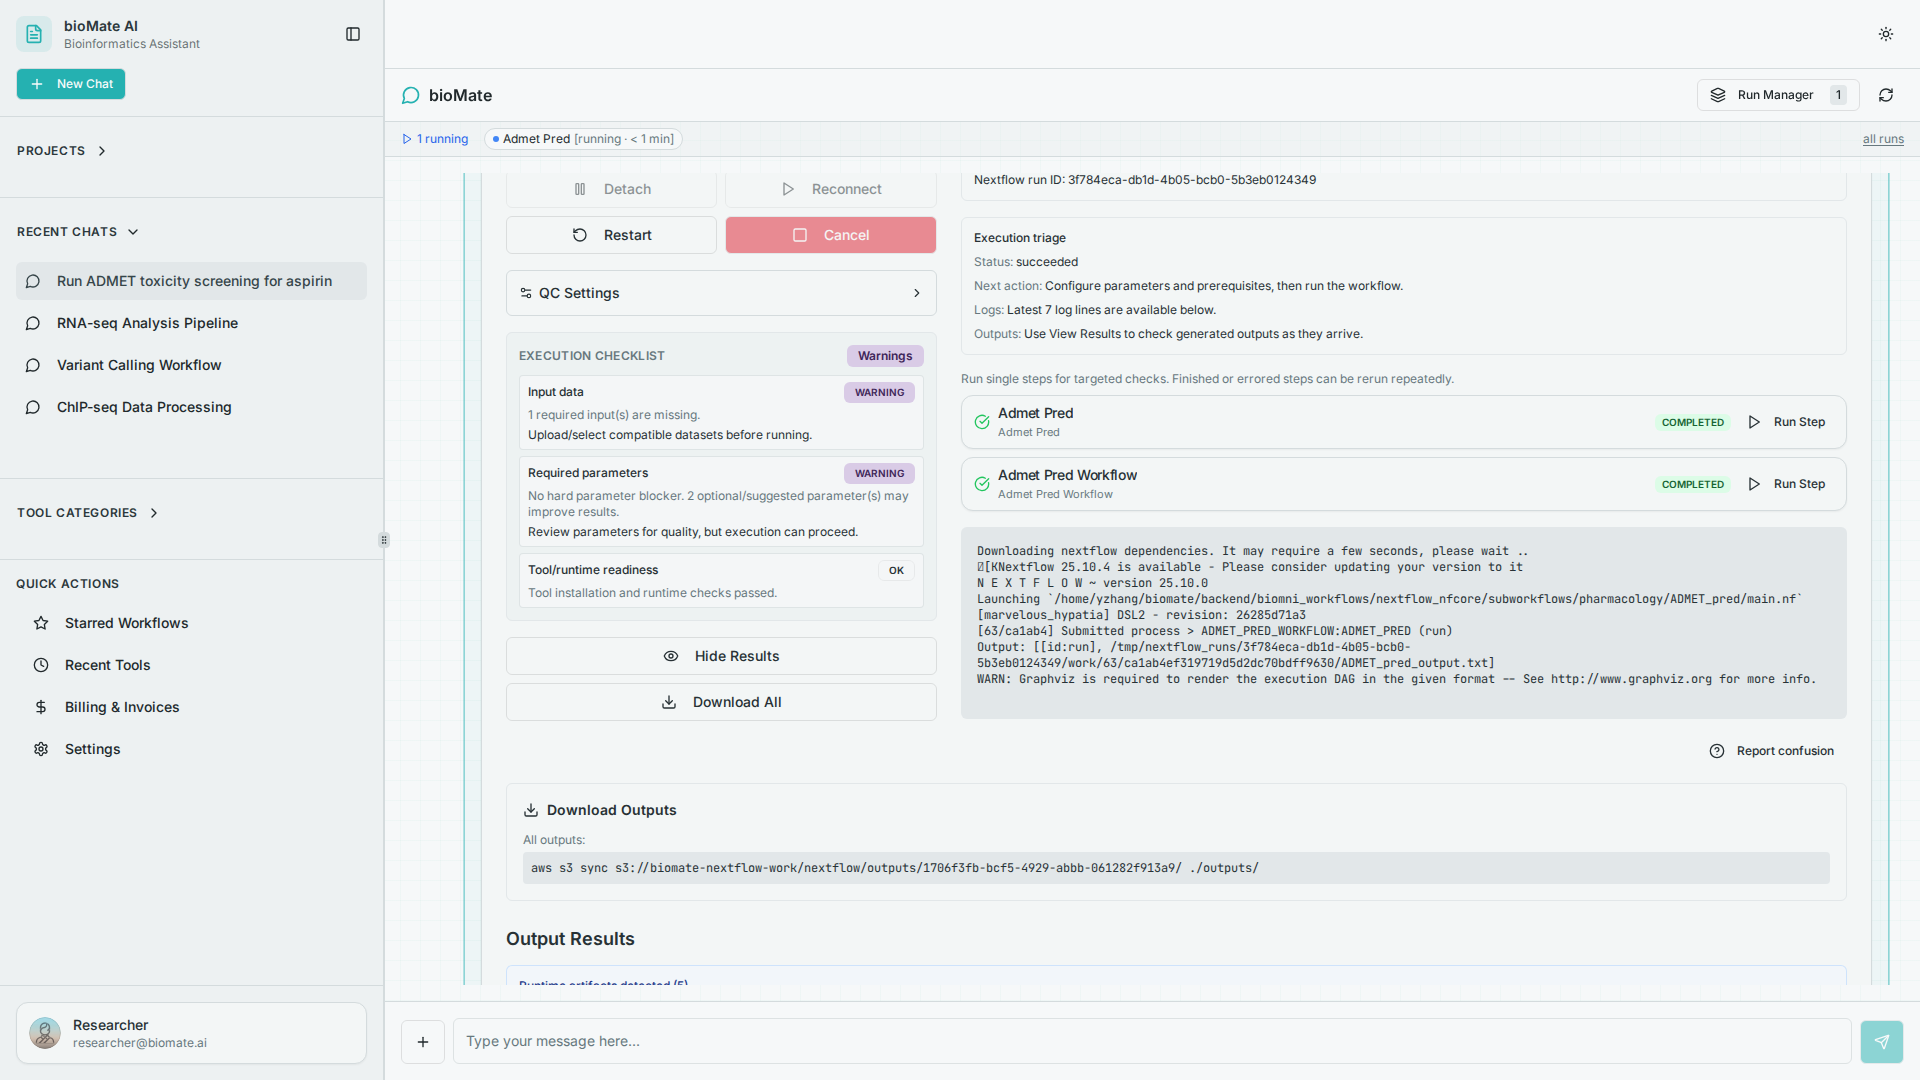 bioMate AI
Bioinformatics Assistant
New Chat
PROJECTS
RECENT CHATS
Run ADMET toxicity screening for aspirin
RNA-seq Analysis Pipeline
Variant Calling Workflow
ChIP-seq Data Processing
TOOL CATEGORIES
QUICK ACTIONS
Starred Workflows
Recent Tools
Billing & Invoices
Settings
Researcher
researcher@biomate.ai
bioMate
Run Manager 1
1 running
Admet Pred [running · < 1 min]
all runs
Detach
Reconnect
Restart
Cancel
QC Settings
EXECUTION CHECKLIST
Warnings
Input data
WARNING
1 required input(s) are missing.
Upload/select compatible datasets before running.
Required parameters
WARNING
No hard parameter blocker. 2 optional/suggested parameter(s) may
improve results.
Review parameters for quality, but execution can proceed.
Tool/runtime readiness
OK
Tool installation and runtime checks passed.
Hide Results
Download All
Nextflow run ID: 3f784eca-db1d-4b05-bcb0-5b3eb0124349
Execution triage
Status: succeeded
Next action: Configure parameters and prerequisites, then run the workflow.
Logs: Latest 7 log lines are available below.
Outputs: Use View Results to check generated outputs as they arrive.
Run single steps for targeted checks. Finished or errored steps can be rerun repeatedly.
Admet Pred
Admet Pred
COMPLETED
Run Step
Admet Pred Workflow
Admet Pred Workflow
COMPLETED
Run Step
Downloading nextflow dependencies. It may require a few seconds, please wait ..
[KNextflow 25.10.4 is available - Please consider updating your version to it
N E X T F L O W ~ version 25.10.0
Launching `/home/yzhang/biomate/backend/biomni_workflows/nextflow_nfcore/subworkflows/pharmacology/ADMET_pred/main.nf`
[marvelous_hypatia] DSL2 - revision: 26285d71a3
[63/ca1ab4] Submitted process > ADMET_PRED_WORKFLOW:ADMET_PRED (run)
Output: [[id:run], /tmp/nextflow_runs/3f784eca-db1d-4b05-bcb0-
5b3eb0124349/work/63/ca1ab4ef319719d5d2dc70bdff9630/ADMET_pred_output.txt]
WARN: Graphviz is required to render the execution DAG in the given format -- See http://www.graphviz.org for more info.
Report confusion
Download Outputs
All outputs:
aws s3 sync s3://biomate-nextflow-work/nextflow/outputs/1706f3fb-bcf5-4929-abbb-061282f913a9/ ./outputs/
Output Results
Runtime artifacts detected (5)
Type your message here...